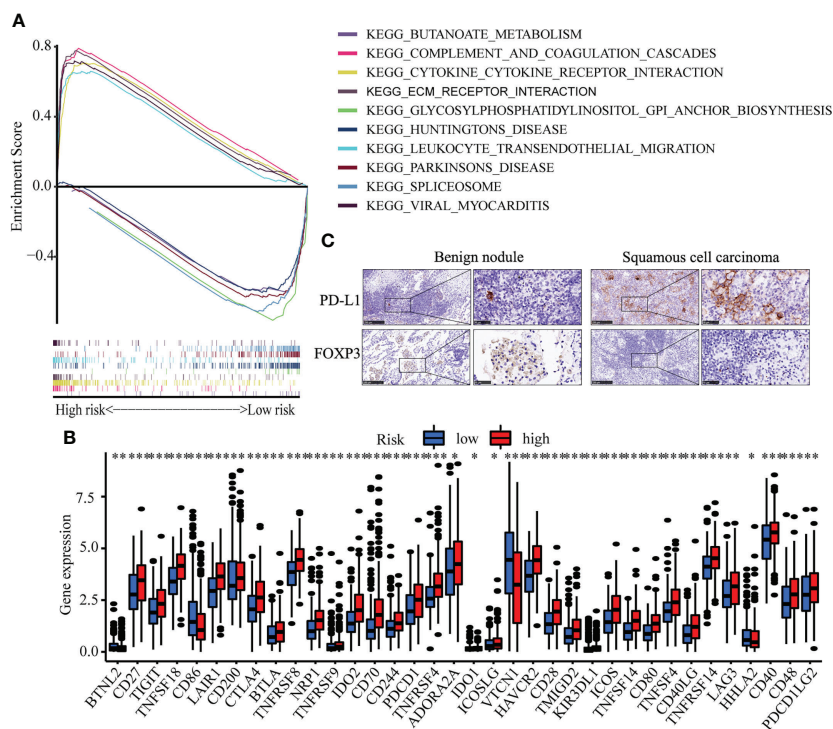 A
0.8
0.4
0.0
−0.4
Enrichment Score
High risk<-------------------->Low risk
KEGG_BUTANOATE_METABOLISM
KEGG_COMPLEMENT_AND_COAGULATION_CASCADES
KEGG_CYTOKINE_CYTOKINE_RECEPTOR_INTERACTION
KEGG_ECM_RECEPTOR_INTERACTION
KEGG_GLYCOSYLPHOSPHATIDYLINOSITOL_GPI_ANCHOR_BIOSYNTHESIS
KEGG_HUNTINGTONS_DISEASE
KEGG_LEUKOCYTE_TRANSENDOTHELIAL_MIGRATION
KEGG_PARKINSONS_DISEASE
KEGG_SPLICEOSOME
KEGG_VIRAL_MYOCARDITIS
C
Benign nodule
Squamous cell carcinoma
PD-L1
FOXP3
B
Risk low high
Gene expression
7.5
5.0
2.5
0.0
BTNL2
CD27
TIGIT
TNFSF18
CD86
LAIR1
CD200
CTLA4
BTLA
TNFRSF8
NRP1
TNFRSF9
IDO2
CD70
CD244
PDCD1
TNFRSF4
ADORA2A
IDO1
ICOSLG
VTCN1
HAVCR2
CD28
TMIGD2
KIR3DL1
ICOS
TNFSF14
CD80
TNFSF4
CD40LG
TNFRSF14
LAG3
HHLA2
CD40
CD48
PDCD1LG2